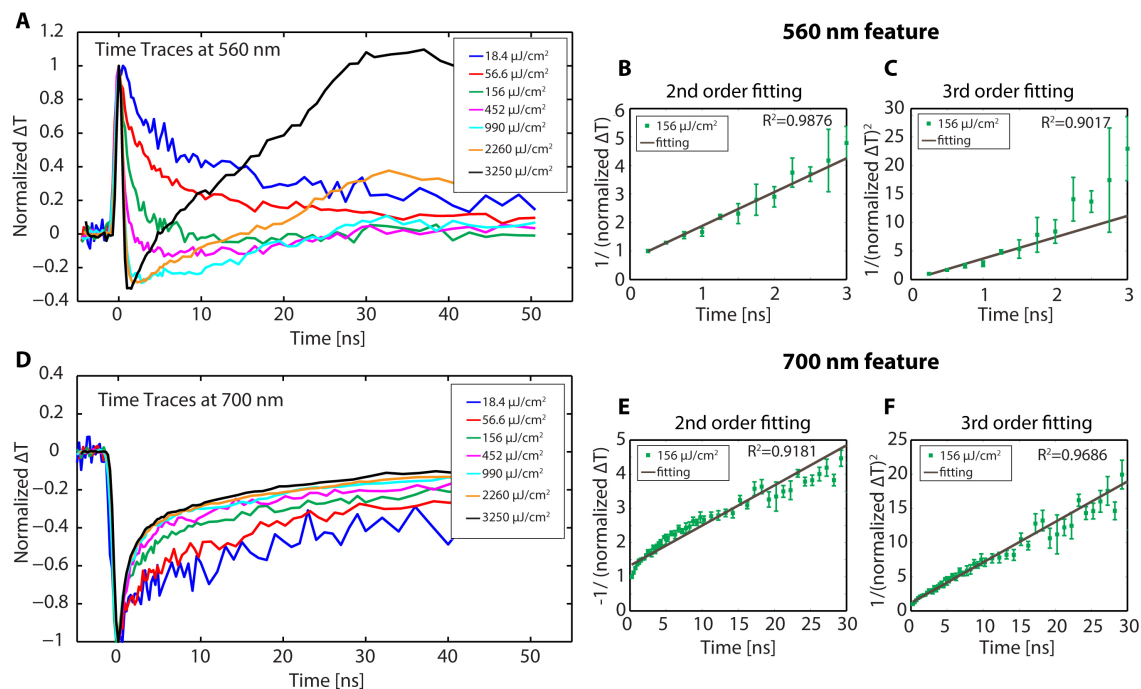 A
Time Traces at 560 nm
18.4 µJ/cm²
56.6 µJ/cm²
156 µJ/cm²
452 µJ/cm²
990 µJ/cm²
2260 µJ/cm²
3250 µJ/cm²
1.2
1
0.8
0.6
0.4
0.2
0
−0.2
−0.4
Normalized ΔT
0 10 20 30 40 50
Time [ns]
560 nm feature
B
2nd order fitting
156 µJ/cm²
fitting
R²=0.9876
6
5
4
3
2
1
0
1/(normalized ΔT)
0 1 2 3
Time [ns]
C
3rd order fitting
156 µJ/cm²
fitting
R²=0.9017
30
25
20
15
10
5
0
1/(normalized ΔT)²
0 1 2 3
Time [ns]
D
Time Traces at 700 nm
18.4 µJ/cm²
56.6 µJ/cm²
156 µJ/cm²
452 µJ/cm²
990 µJ/cm²
2260 µJ/cm²
3250 µJ/cm²
0.4
0.2
0
−0.2
−0.4
−0.6
−0.8
−1
Normalized ΔT
0 10 20 30 40 50
Time [ns]
700 nm feature
E
2nd order fitting
156 µJ/cm²
fitting
R²=0.9181
5
4
3
2
1
0
-1/ (normalized ΔT)
0 5 10 15 20 25 30
Time [ns]
F
3rd order fitting
156 µJ/cm²
fitting
R²=0.9686
25
20
15
10
5
0
1/(normalized ΔT)²
0 5 10 15 20 25 30
Time [ns]